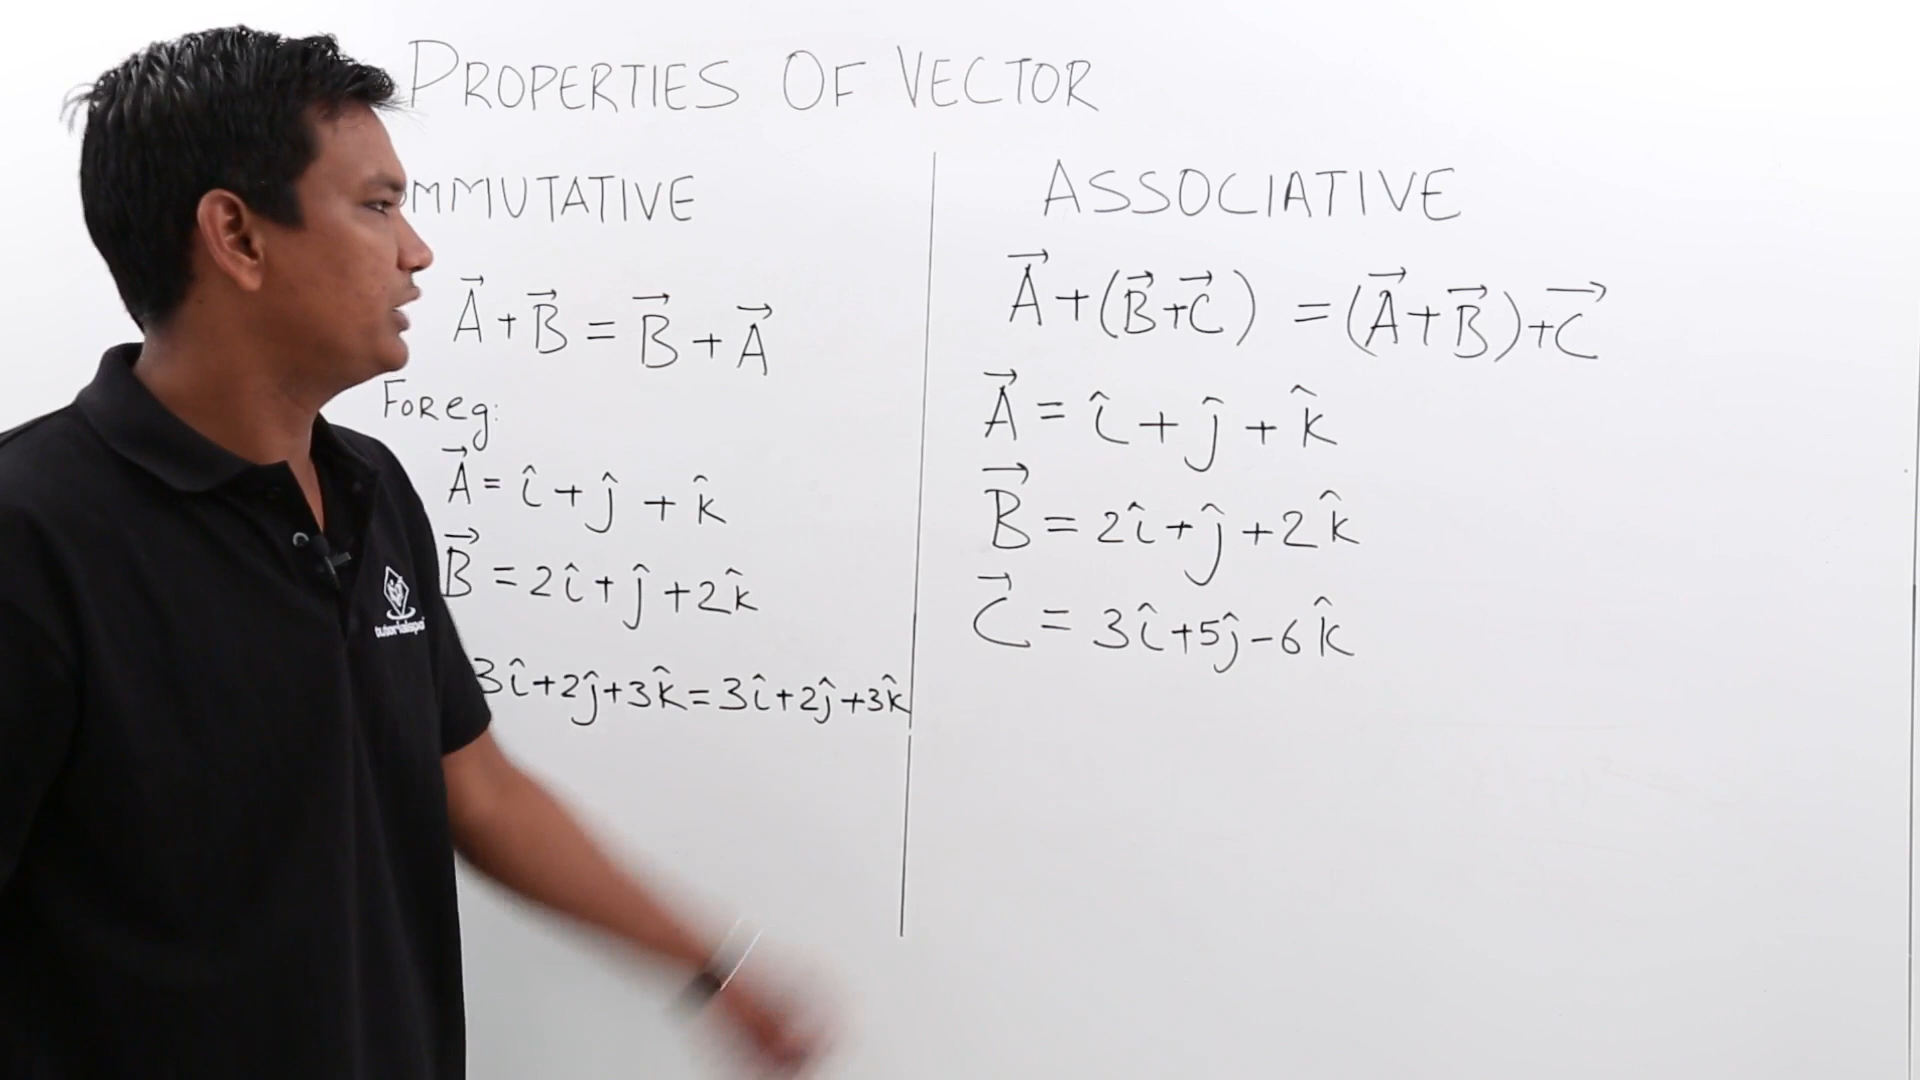 PROPERTIES OF VECTOR
OMMUTATIVE
A⃗ + B⃗ = B⃗ + A⃗
For eg:
A⃗ = î + ĵ + k̂
B⃗ = 2î + ĵ + 2k̂
3î+2ĵ+3k̂=3î+2ĵ+3k̂
ASSOCIATIVE
A⃗+(B⃗+C⃗) = (A⃗+B⃗)+C⃗
A⃗ = î + ĵ + k̂
B⃗ = 2î+ĵ+2k̂
C⃗ = 3î+5ĵ-6k̂